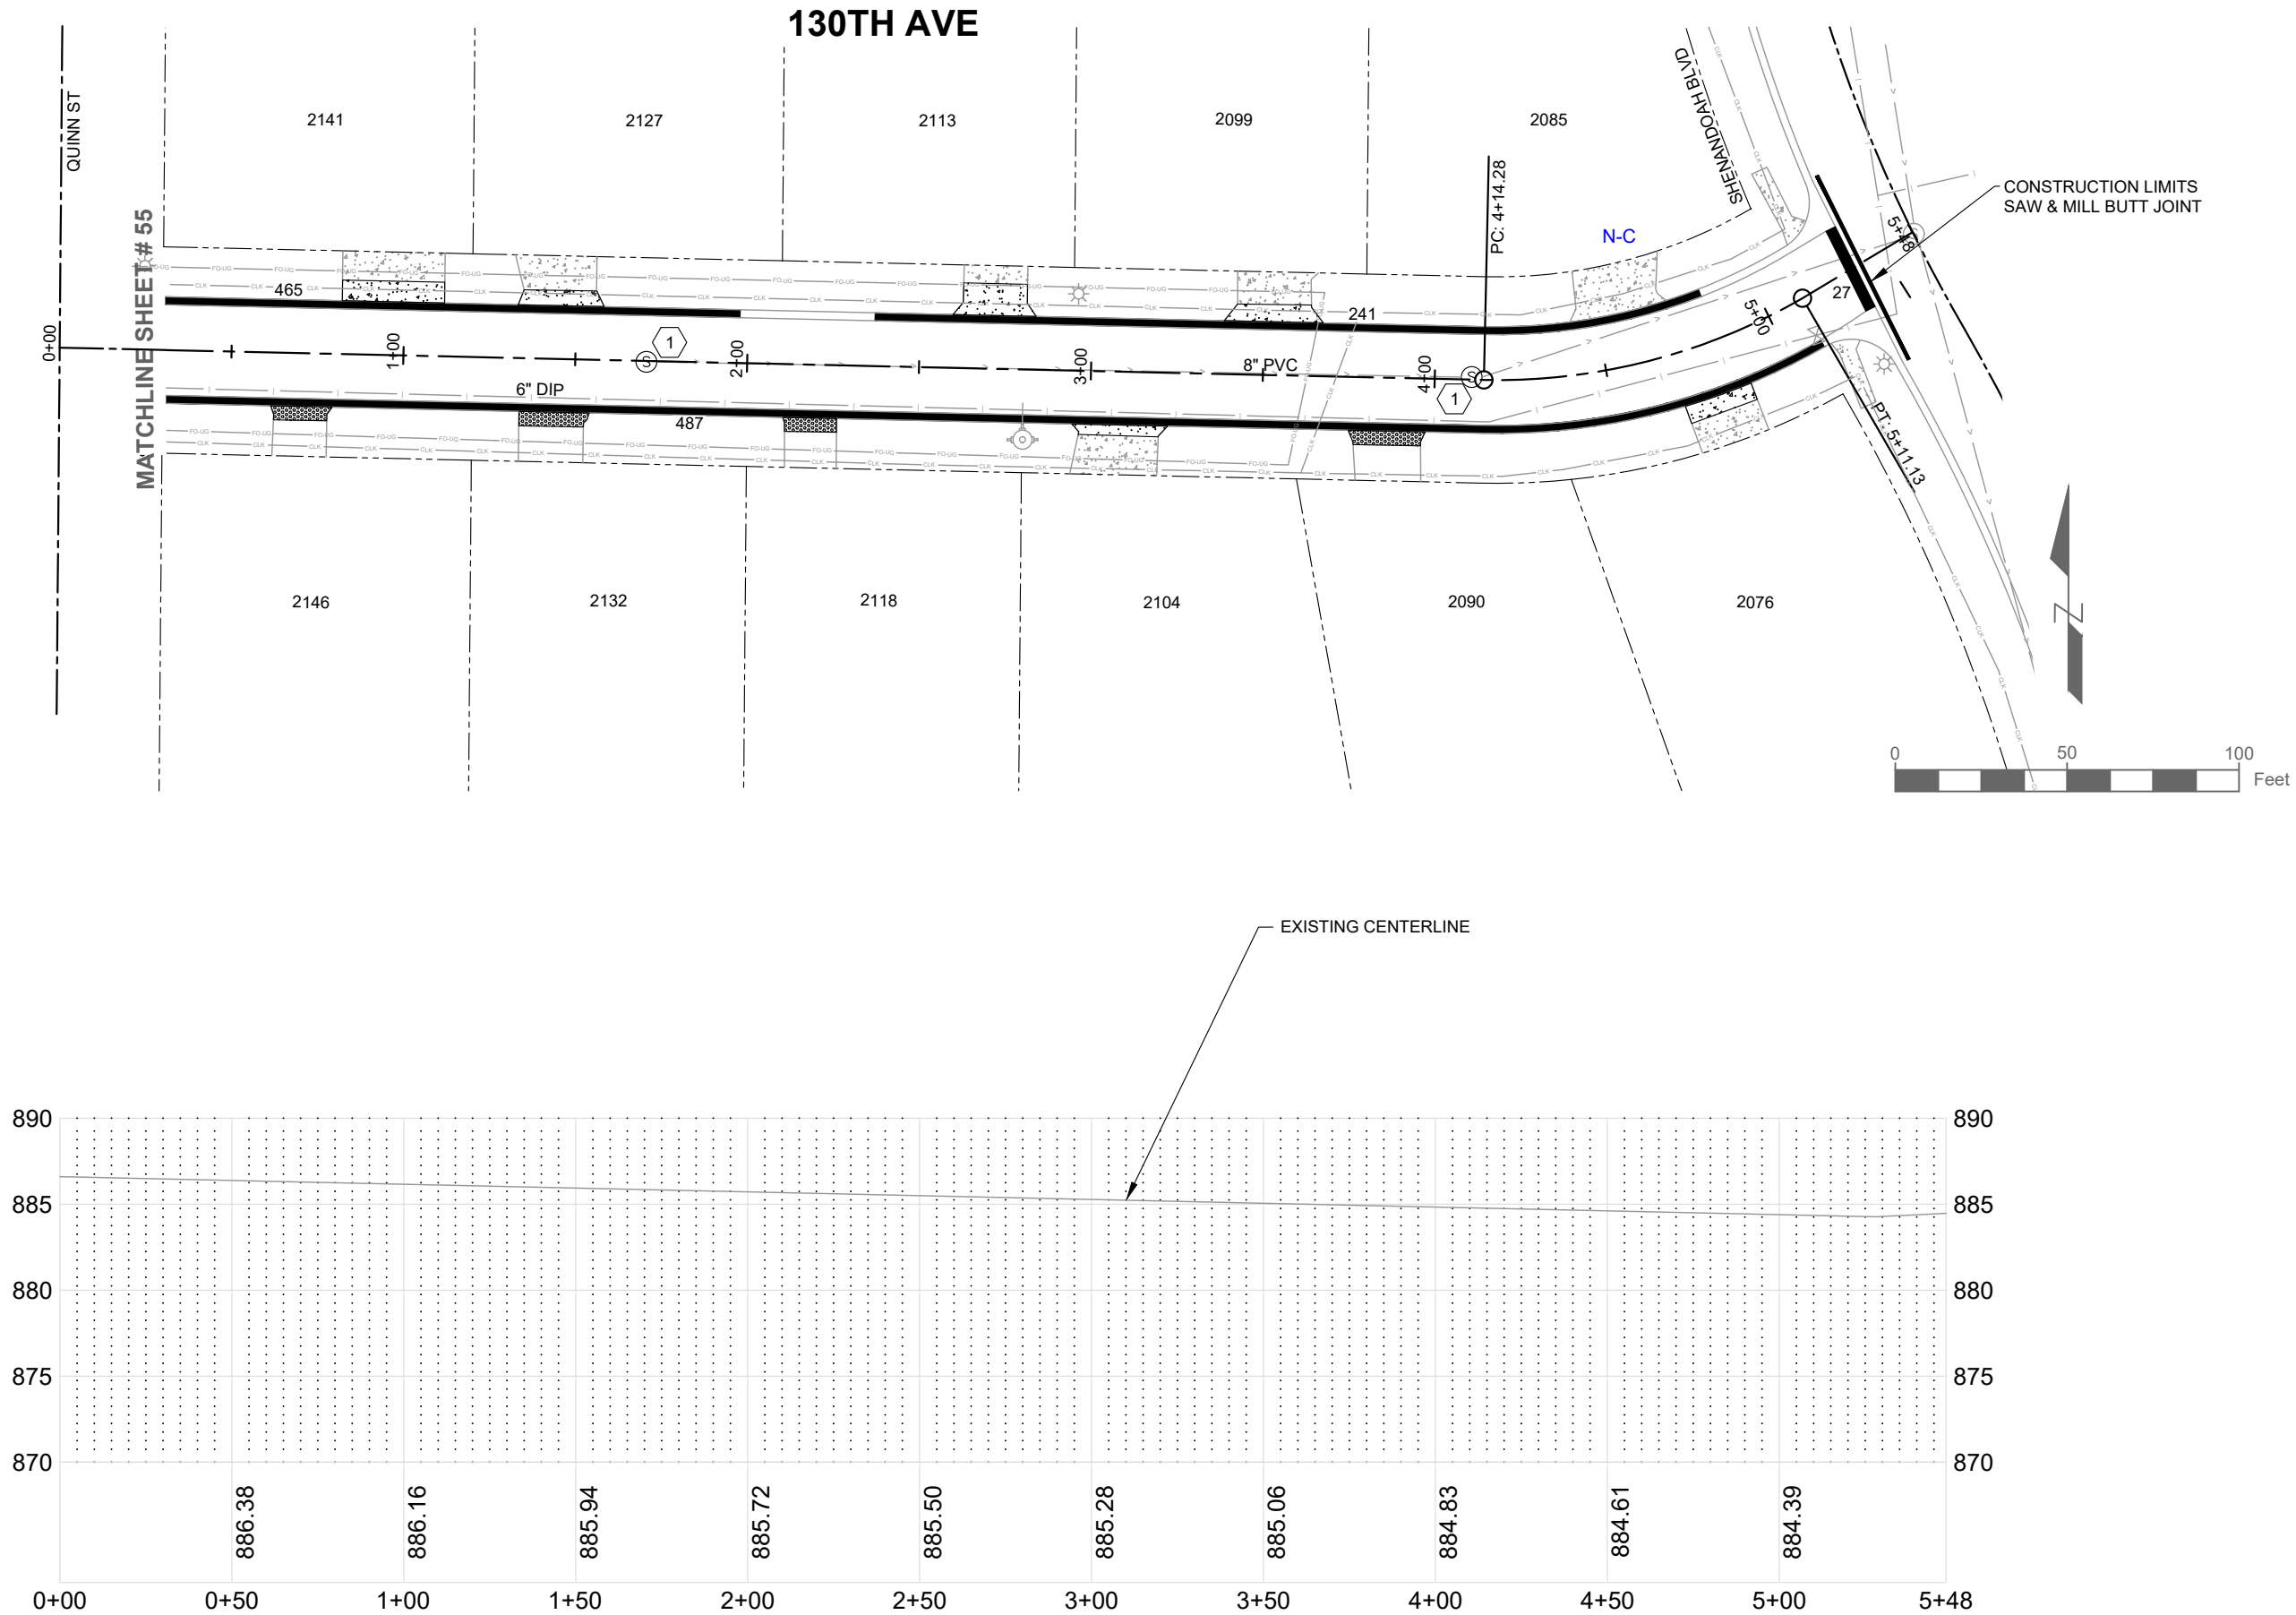 130TH AVE
QUINN ST
SHENANDOAH BLVD
2141
2127
2113
2099
2085
PC: 4+14.28
CONSTRUCTION LIMITS
SAW & MILL BUTT JOINT
N-C
5+48
MATCHLINE SHEET# 55
465
241
27
0+00
1+00
1
2+00
3+00
8" PVC
4+00
1
5+00
6" DIP
487
PT: 5+11.13
2146
2132
2118
2104
2090
2076
Z
0 50 100
Feet
EXISTING CENTERLINE
890 890
885 885
880 880
875 875
870 870
886.38
886.16
885.94
885.72
885.50
885.28
885.06
884.83
884.61
884.39
0+00 0+50 1+00 1+50 2+00 2+50 3+00 3+50 4+00 4+50 5+00 5+48